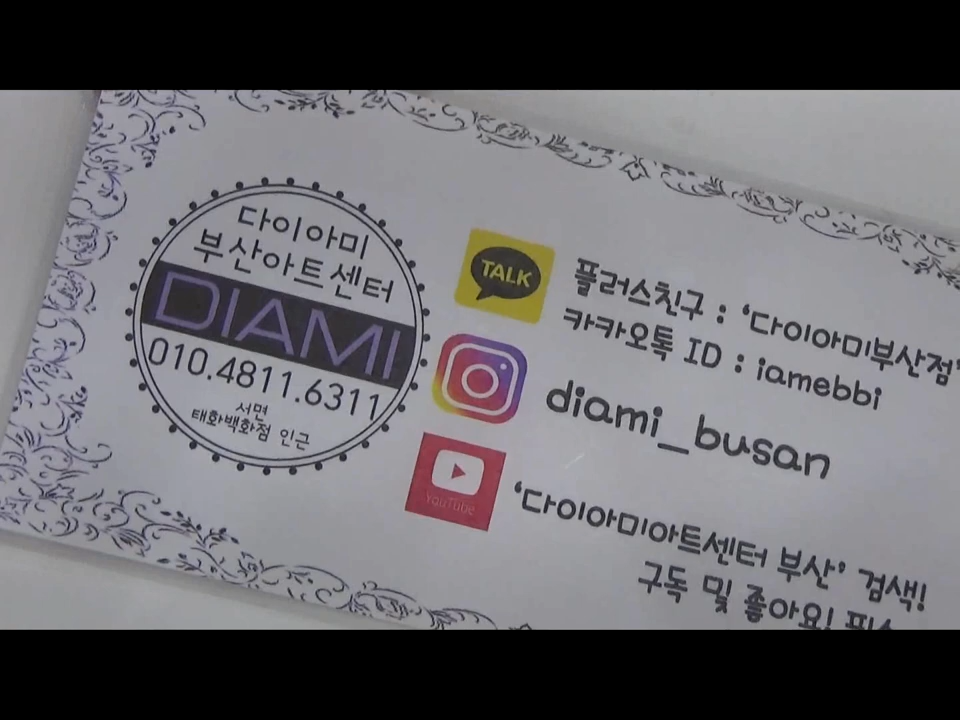 다이아미
부산아트센터
DIAMI
010.4811.6311
서면
태화백화점 인근
TALK
플러스친구 : '다이아미부산점'
카카오톡 ID : iamebbi
diami_busan
YouTube
'다이아미아트센터 부산' 검색!
구독 및 좋아요!